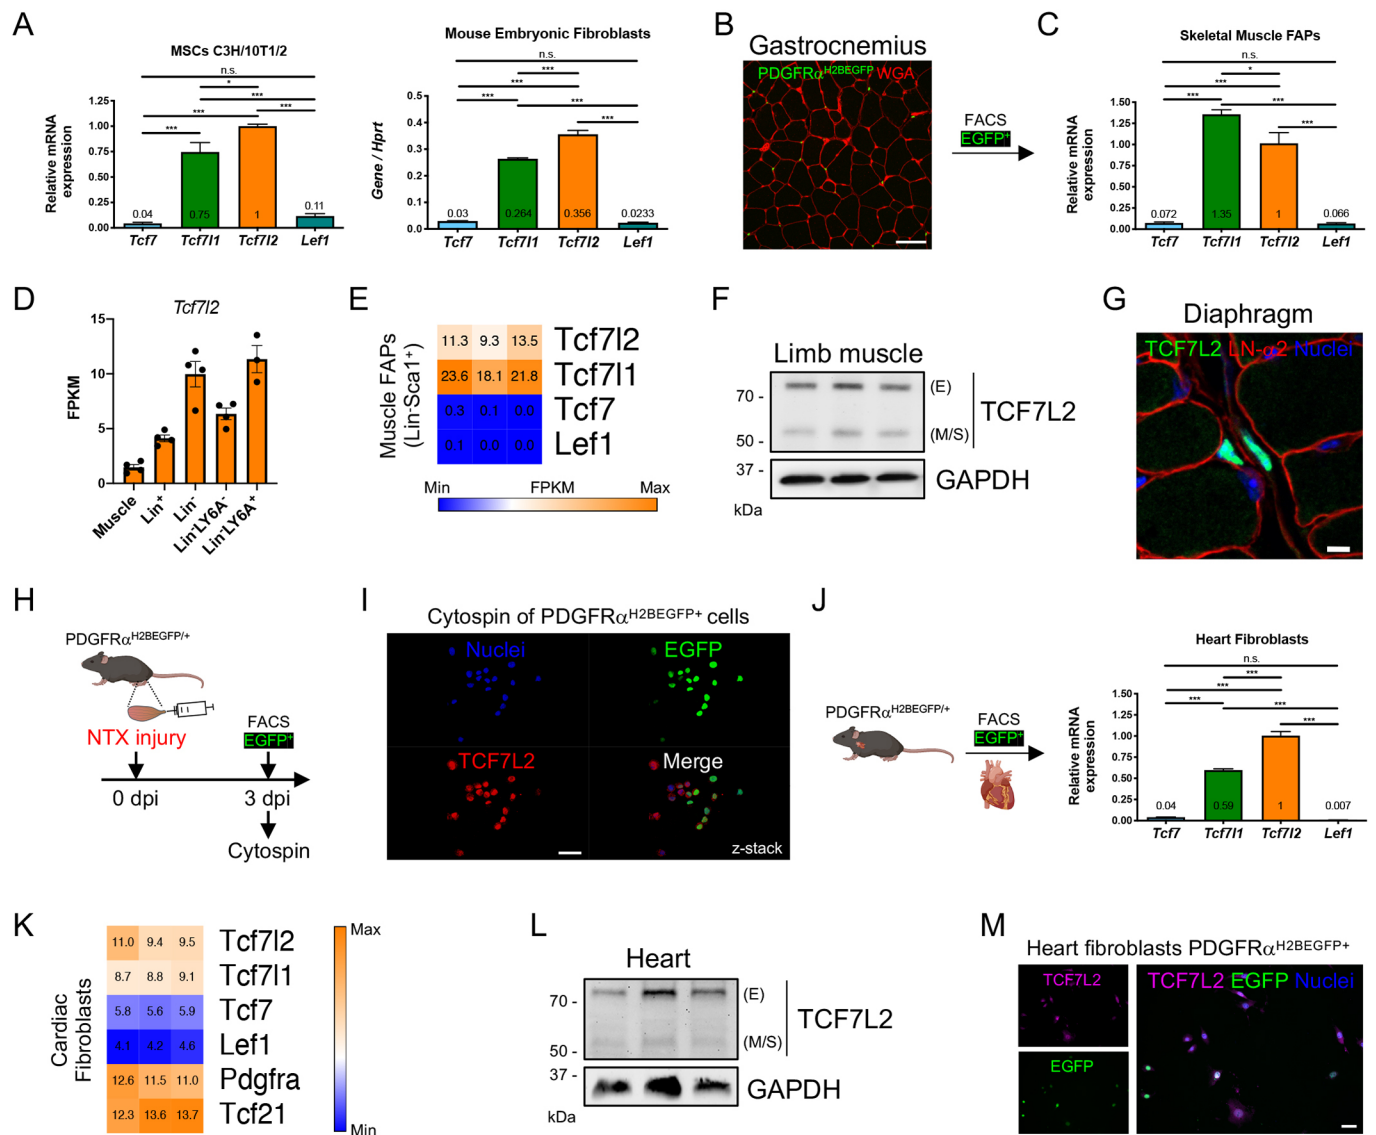 A
MSCs C3H/10T1/2
n.s.
*
***
***
***
***
Relative mRNA
expression
1.25
1.00
0.75
0.50
0.25
0.00
0.04
0.75
1
0.11
Tcf7
Tcf7l1
Tcf7l2
Lef1
Mouse Embryonic Fibroblasts
n.s.
***
***
***
***
***
Gene / Hprt
0.5
0.4
0.3
0.2
0.1
0.0
0.03
0.264
0.356
0.0233
Tcf7
Tcf7l1
Tcf7l2
Lef1
B
Gastrocnemius
PDGFRαH2BEGFP WGA
FACS
EGFP+
C
Skeletal Muscle FAPs
n.s.
*
***
***
***
***
Relative mRNA
expression
1.50
1.25
1.00
0.75
0.50
0.25
0.00
0.072
1.35
1
0.066
Tcf7
Tcf7l1
Tcf7l2
Lef1
D
Tcf7l2
FPKM
15
10
5
0
Muscle
Lin+
Lin-
Lin-LY6A-
Lin-LY6A+
E
Muscle FAPs
(Lin-Sca1+)
11.3 9.3 13.5 Tcf7l2
23.6 18.1 21.8 Tcf7l1
0.3 0.1 0.0 Tcf7
0.1 0.0 0.0 Lef1
Min FPKM Max
F
Limb muscle
70 -
50 -
37 -
kDa
(E)
(M/S)
TCF7L2
GAPDH
G
Diaphragm
TCF7L2 LN-α2 Nuclei
H
PDGFRαH2BEGFP/+
NTX injury
FACS
EGFP+
0 dpi
3 dpi
Cytospin
I
Cytospin of PDGFRαH2BEGFP+ cells
Nuclei
EGFP
TCF7L2
Merge
z-stack
J
PDGFRαH2BEGFP/+
FACS
EGFP+
Heart Fibroblasts
n.s.
***
***
***
***
***
Relative mRNA
expression
1.50
1.25
1.00
0.75
0.50
0.25
0.00
0.04
0.59
1
0.007
Tcf7
Tcf7l1
Tcf7l2
Lef1
K
Cardiac
Fibroblasts
11.0 9.4 9.5 Tcf7l2
8.7 8.8 9.1 Tcf7l1
5.8 5.6 5.9 Tcf7
4.1 4.2 4.6 Lef1
12.6 11.5 11.0 Pdgfra
12.3 13.6 13.7 Tcf21
Max
Min
L
Heart
70 -
50 -
37 -
kDa
(E)
(M/S)
TCF7L2
GAPDH
M
Heart fibroblasts PDGFRαH2BEGFP+
TCF7L2
EGFP
TCF7L2 EGFP Nuclei